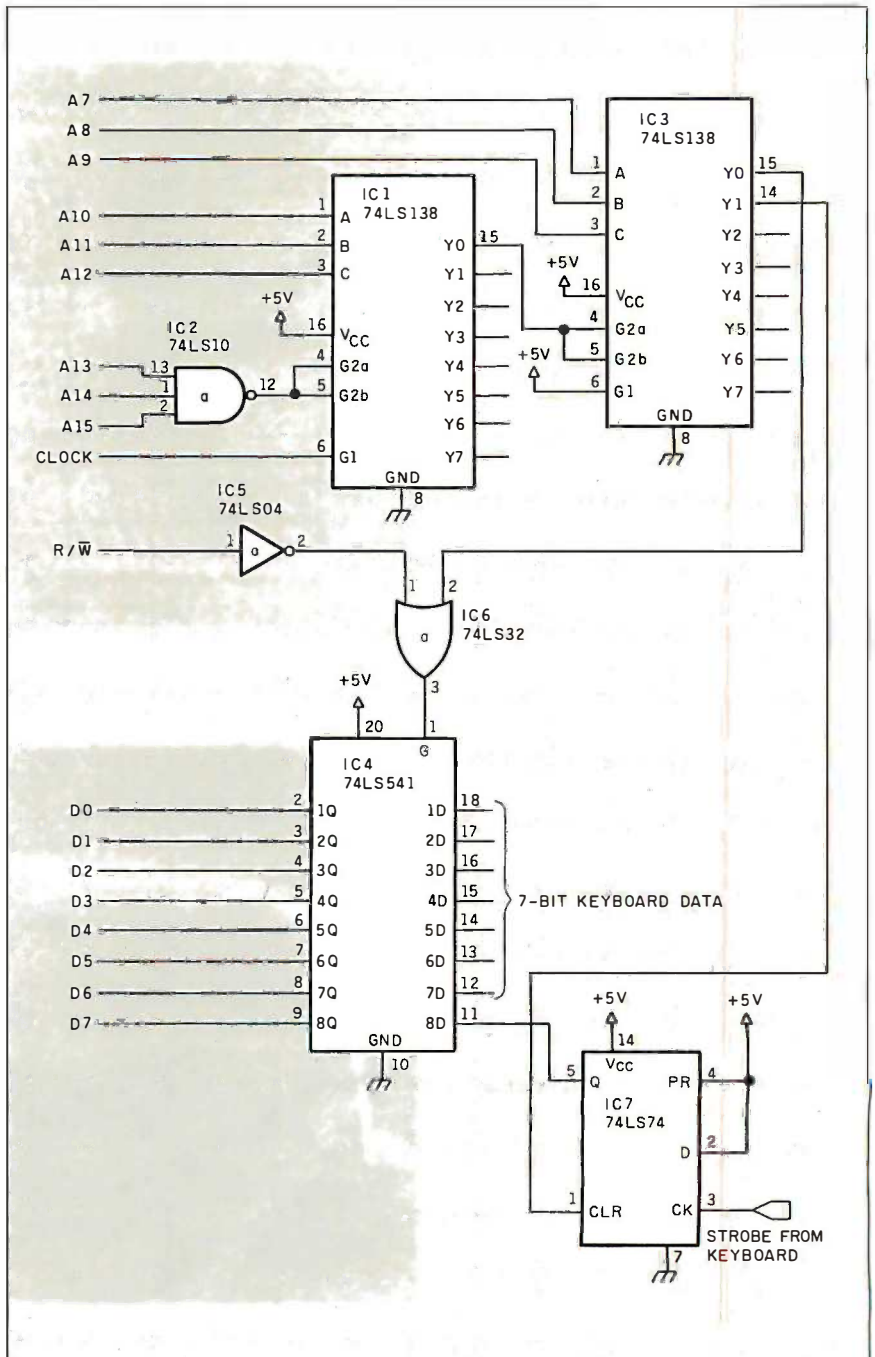 A7
A8
A9
A10
A11
A12
A13
A14
A15
CLOCK
R/W̅
IC2
74LS10
13
1
2
a
12
IC1
74LS138
1
A
2
B
3
C
+5V
16
VCC
4
G2a
5
G2b
6
G1
GND
8
Y0
15
Y1
Y2
Y3
Y4
Y5
Y6
Y7
IC3
74LS138
1
A
2
B
3
C
+5V
16
VCC
4
G2a
5
G2b
+5V
6
G1
GND
8
Y0
15
Y1
14
Y2
Y3
Y4
Y5
Y6
Y7
IC5
74LS04
1
a
2
1
2
a
IC6
74LS32
3
+5V
20
1
G
IC4
74LS541
D0 2 1Q 1D 18
D1 3 2Q 2D 17
D2 4 3Q 3D 16
D3 5 4Q 4D 15
D4 6 5Q 5D 14
D5 7 6Q 6D 13
D6 8 7Q 7D 12
D7 9 8Q 8D 11
GND
10
7-BIT KEYBOARD DATA
+5V
+5V
14
VCC
5
Q
PR
4
IC7
74LS74
D
2
1
CLR
CK
3
7
STROBE FROM
KEYBOARD